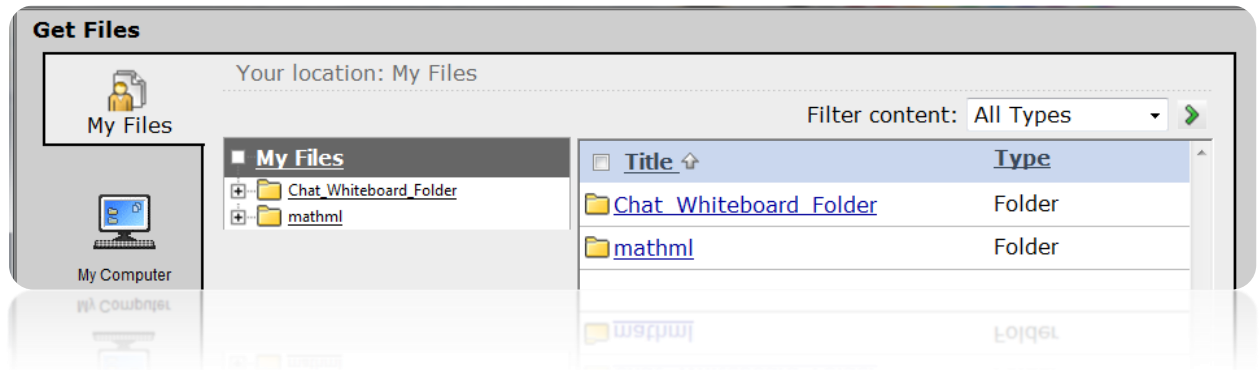 Get Files
My Files
My Computer
Your location: My Files
Filter content: All Types
My Files
Chat_Whiteboard_Folder
mathml
Title Type
Chat_Whiteboard_Folder Folder
mathml Folder